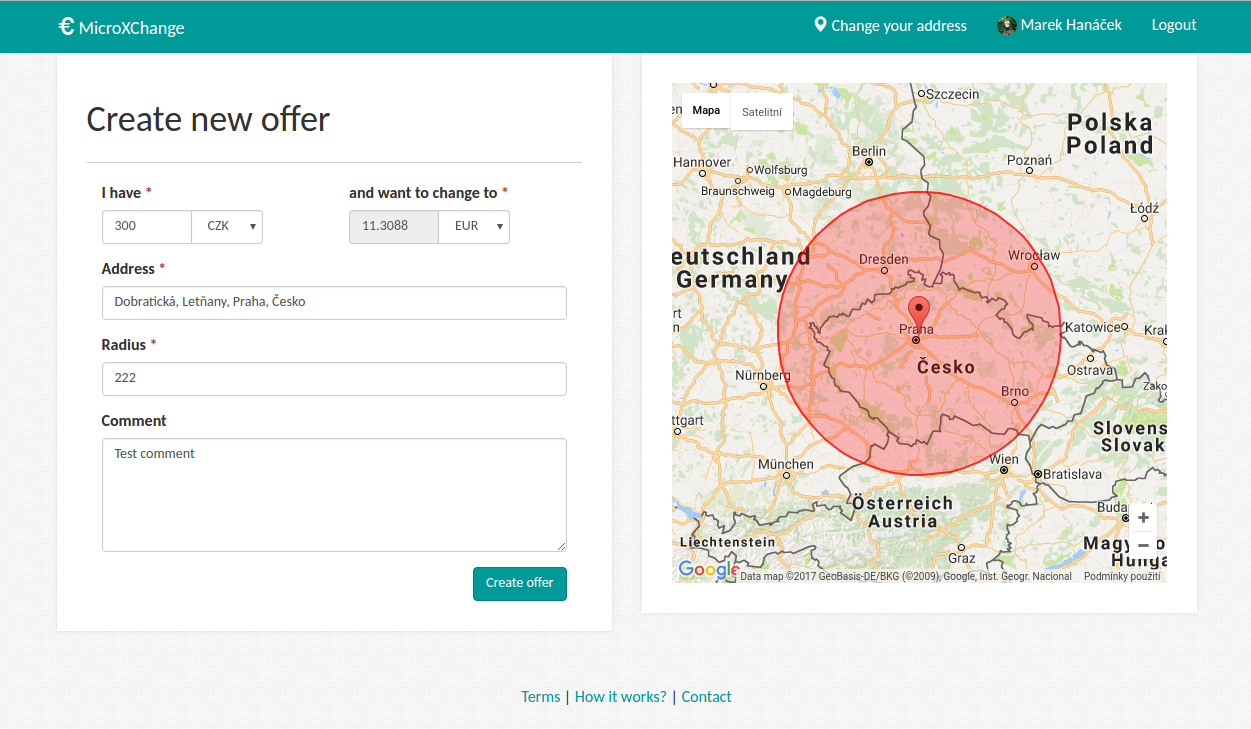 € MicroXChange
Change your address
Marek Hanáček
Logout
Create new offer
I have *
and want to change to *
300
CZK
11.3088
EUR
Address *
Dobratická, Letňany, Praha, Česko
Radius *
222
Comment
Test comment
Create offer
Mapa
Satelitní
Szczecin
Polska
Poland
Berlin
Poznań
Hannover
Wolfsburg
Braunschweig
Magdeburg
Łódź
eutschland
Germany
Dresden
Wrocław
rt
n
Praha
Katowice
Krak
Česko
Ostrava
Nürnberg
Brno
Zako
ttgart
Slovens
Slovak
München
Wien
Bratislava
Österreich
Austria
Buda
Liechtenstein
Graz
Magy
o
Hunga
+
−
Google
Data map ©2017 GeoBasis-DE/BKG (©2009), Google, Inst. Geogr. Nacional
Podmínky použití
Terms | How it works? | Contact